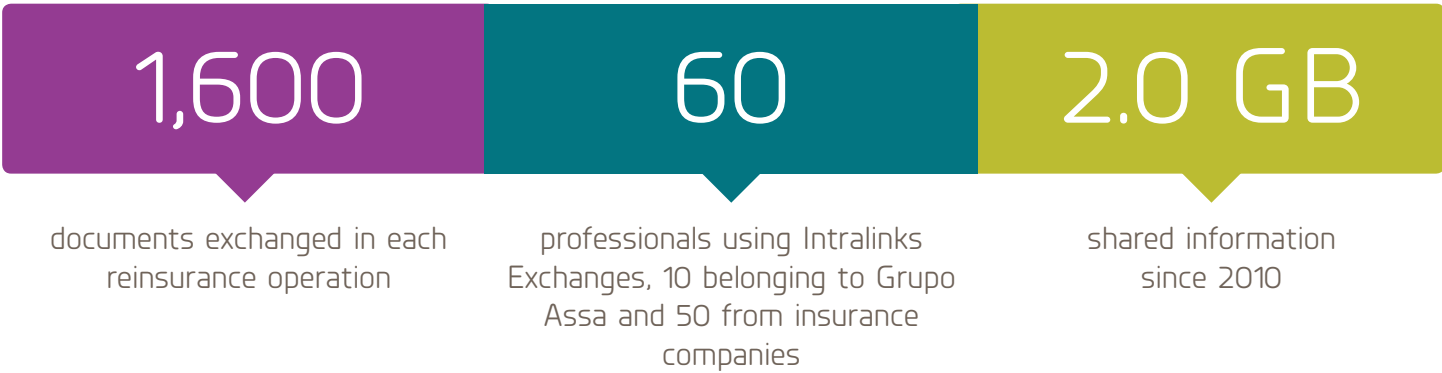 1,600
documents exchanged in each
reinsurance operation
60
professionals using Intralinks
Exchanges, 10 belonging to Grupo
Assa and 50 from insurance
companies
2.0 GB
shared information
since 2010